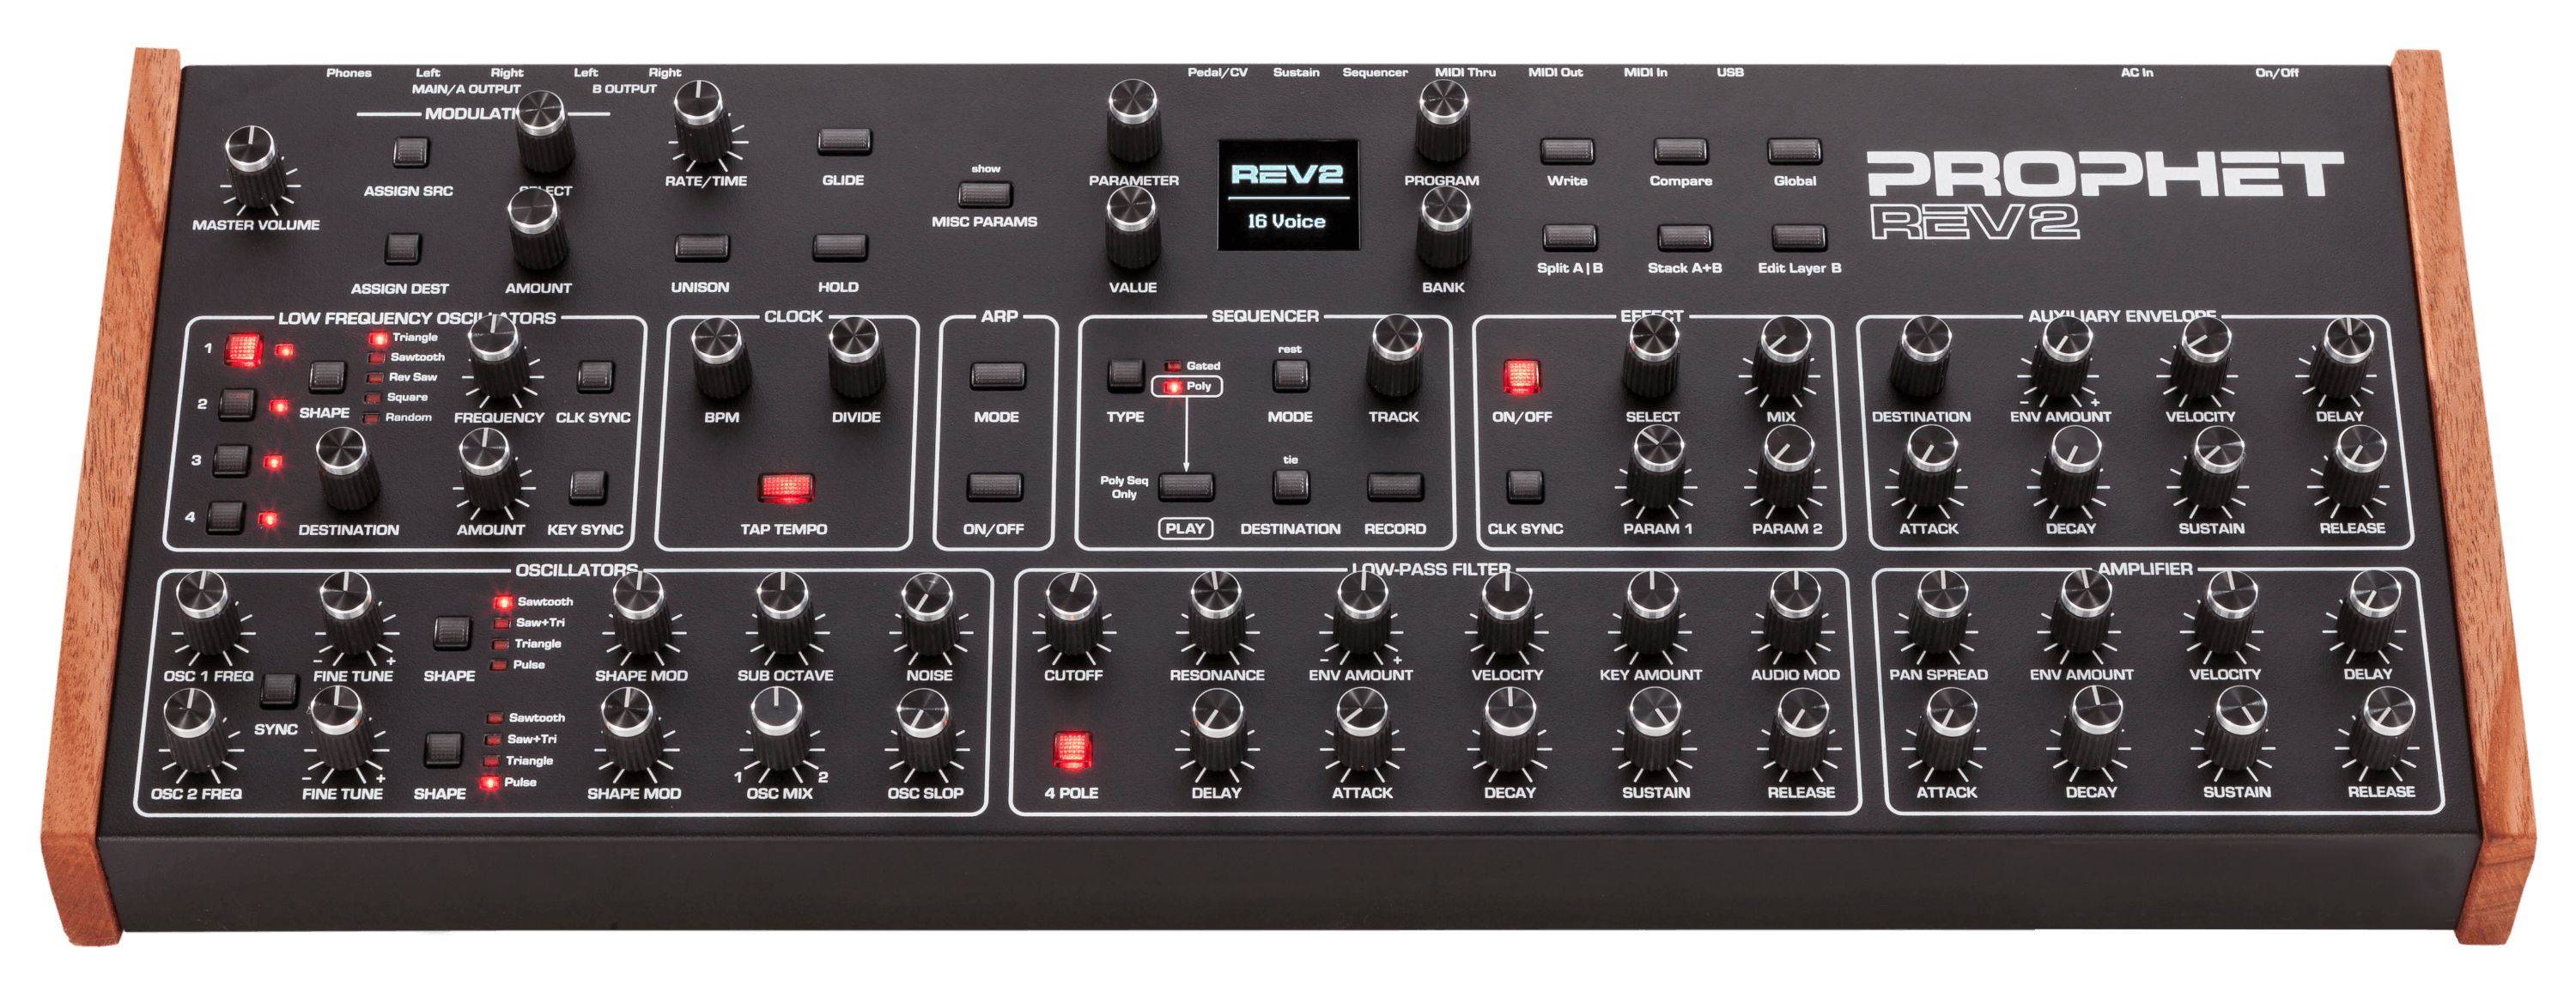 Phones Left Right Left Right Pedal/CV Sustain Sequencer MIDI Thru MIDI Out MIDI In USB AC In On/Off
MAIN/A OUTPUT B OUTPUT
MODULATI
ASSIGN SRC RATE/TIME GLIDE
MASTER VOLUME
ASSIGN DEST AMOUNT UNISON HOLD
show
MISC PARAMS
PARAMETER PROGRAM
VALUE BANK
REV2
16 Voice
Write Compare Global
Split A|B Stack A+B Edit Layer B
PROPHET
REV2
LOW FREQUENCY OSCILLATORS
1
2
3
4
SHAPE
Triangle
Sawtooth
Rev Saw
Square
Random
FREQUENCY CLK SYNC
DESTINATION AMOUNT KEY SYNC
CLOCK
BPM DIVIDE
TAP TEMPO
ARP
MODE
ON/OFF
SEQUENCER
Gated
Poly
rest
TYPE MODE TRACK
Poly Seq
Only
tie
PLAY DESTINATION RECORD
EFFECT
ON/OFF SELECT MIX
CLK SYNC PARAM 1 PARAM 2
AUXILIARY ENVELOPE
- +
DESTINATION ENV AMOUNT VELOCITY DELAY
ATTACK DECAY SUSTAIN RELEASE
OSCILLATORS
Sawtooth
Saw+Tri
Triangle
Pulse
- +
OSC 1 FREQ FINE TUNE SHAPE SHAPE MOD SUB OCTAVE NOISE
SYNC
Sawtooth
Saw+Tri
Triangle
Pulse
- + 1 2
OSC 2 FREQ FINE TUNE SHAPE SHAPE MOD OSC MIX OSC SLOP
LOW-PASS FILTER
- +
CUTOFF RESONANCE ENV AMOUNT VELOCITY KEY AMOUNT AUDIO MOD
4 POLE DELAY ATTACK DECAY SUSTAIN RELEASE
AMPLIFIER
PAN SPREAD ENV AMOUNT VELOCITY DELAY
ATTACK DECAY SUSTAIN RELEASE